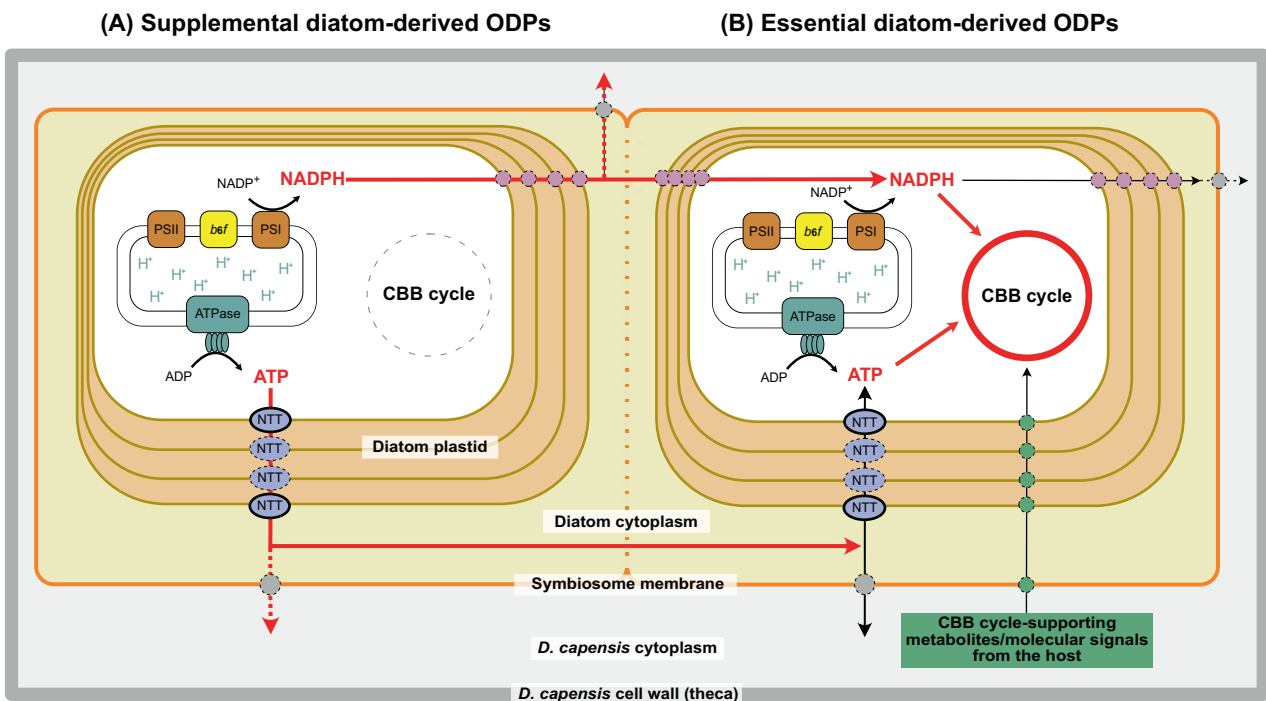 (A) Supplemental diatom-derived ODPs
(B) Essential diatom-derived ODPs
NADP⁺
NADPH
PSII
b6f
PSI
H⁺
H⁺
H⁺
H⁺
H⁺
H⁺
H⁺
H⁺
ATPase
ADP
ATP
CBB cycle
NTT
NTT
NTT
NTT
Diatom plastid
NADP⁺
NADPH
PSII
b6f
PSI
H⁺
H⁺
H⁺
H⁺
H⁺
H⁺
H⁺
H⁺
ATPase
ADP
ATP
CBB cycle
NTT
NTT
NTT
NTT
Diatom cytoplasm
Symbiosome membrane
CBB cycle-supporting
metabolites/molecular signals
from the host
D. capensis cytoplasm
D. capensis cell wall (theca)